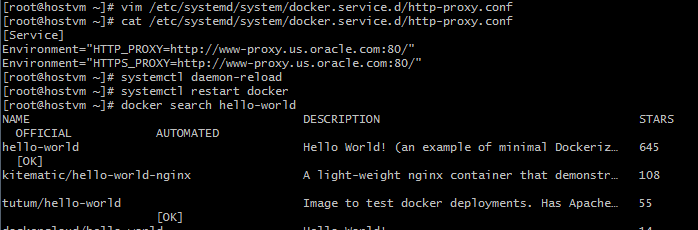 [root@hostvm ~]# vim /etc/systemd/system/docker.service.d/http-proxy.conf
[root@hostvm ~]# cat /etc/systemd/system/docker.service.d/http-proxy.conf
[Service]
Environment="HTTP_PROXY=http://www-proxy.us.oracle.com:80/"
Environment="HTTPS_PROXY=http://www-proxy.us.oracle.com:80/"
[root@hostvm ~]# systemctl daemon-reload
[root@hostvm ~]# systemctl restart docker
[root@hostvm ~]# docker search hello-world
NAME DESCRIPTION STARS
OFFICIAL AUTOMATED
hello-world Hello World! (an example of minimal Dockeriz… 645
[OK]
kitematic/hello-world-nginx A light-weight nginx container that demonstr… 108
tutum/hello-world Image to test docker deployments. Has Apache… 55
[OK]
dockercloud/hello-world Hello World! 14